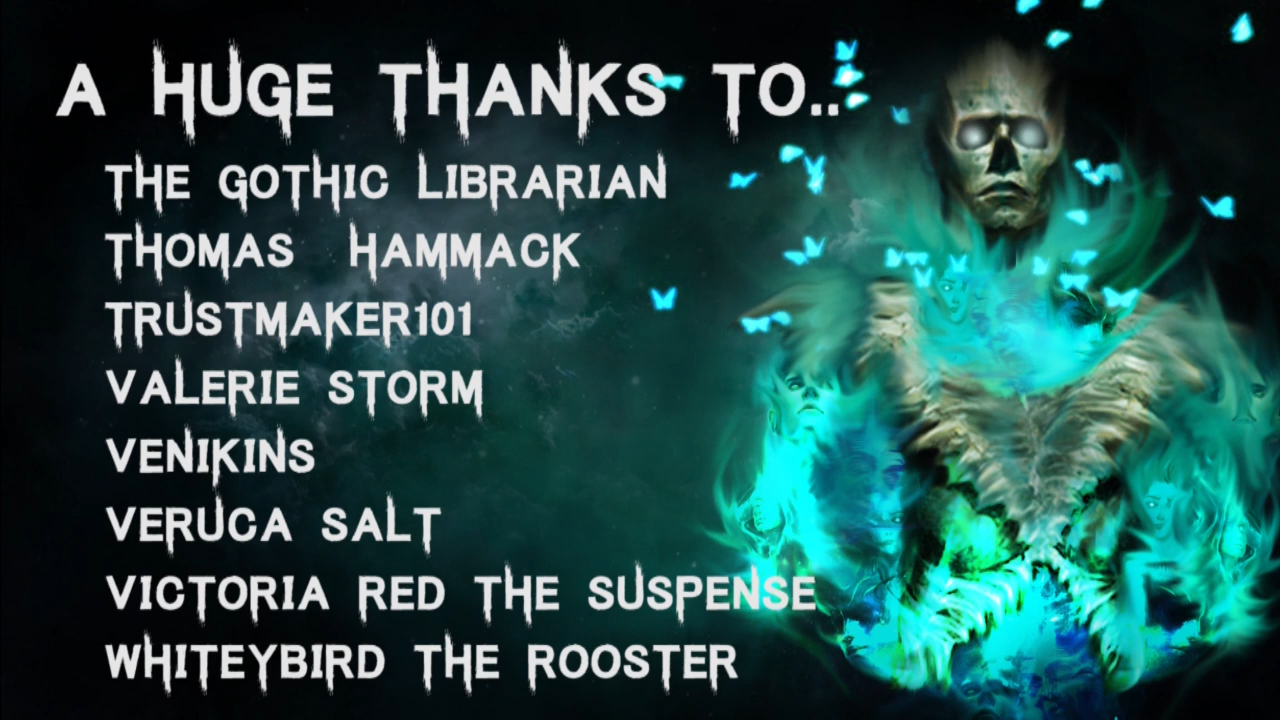 A HUGE THANKS TO..
THE GOTHIC LIBRARIAN
THOMAS HAMMACK
TRUSTMAKER101
VALERIE STORM
VENIKINS
VERUCA SALT
VICTORIA RED THE SUSPENSE
WHITEYBIRD THE ROOSTER